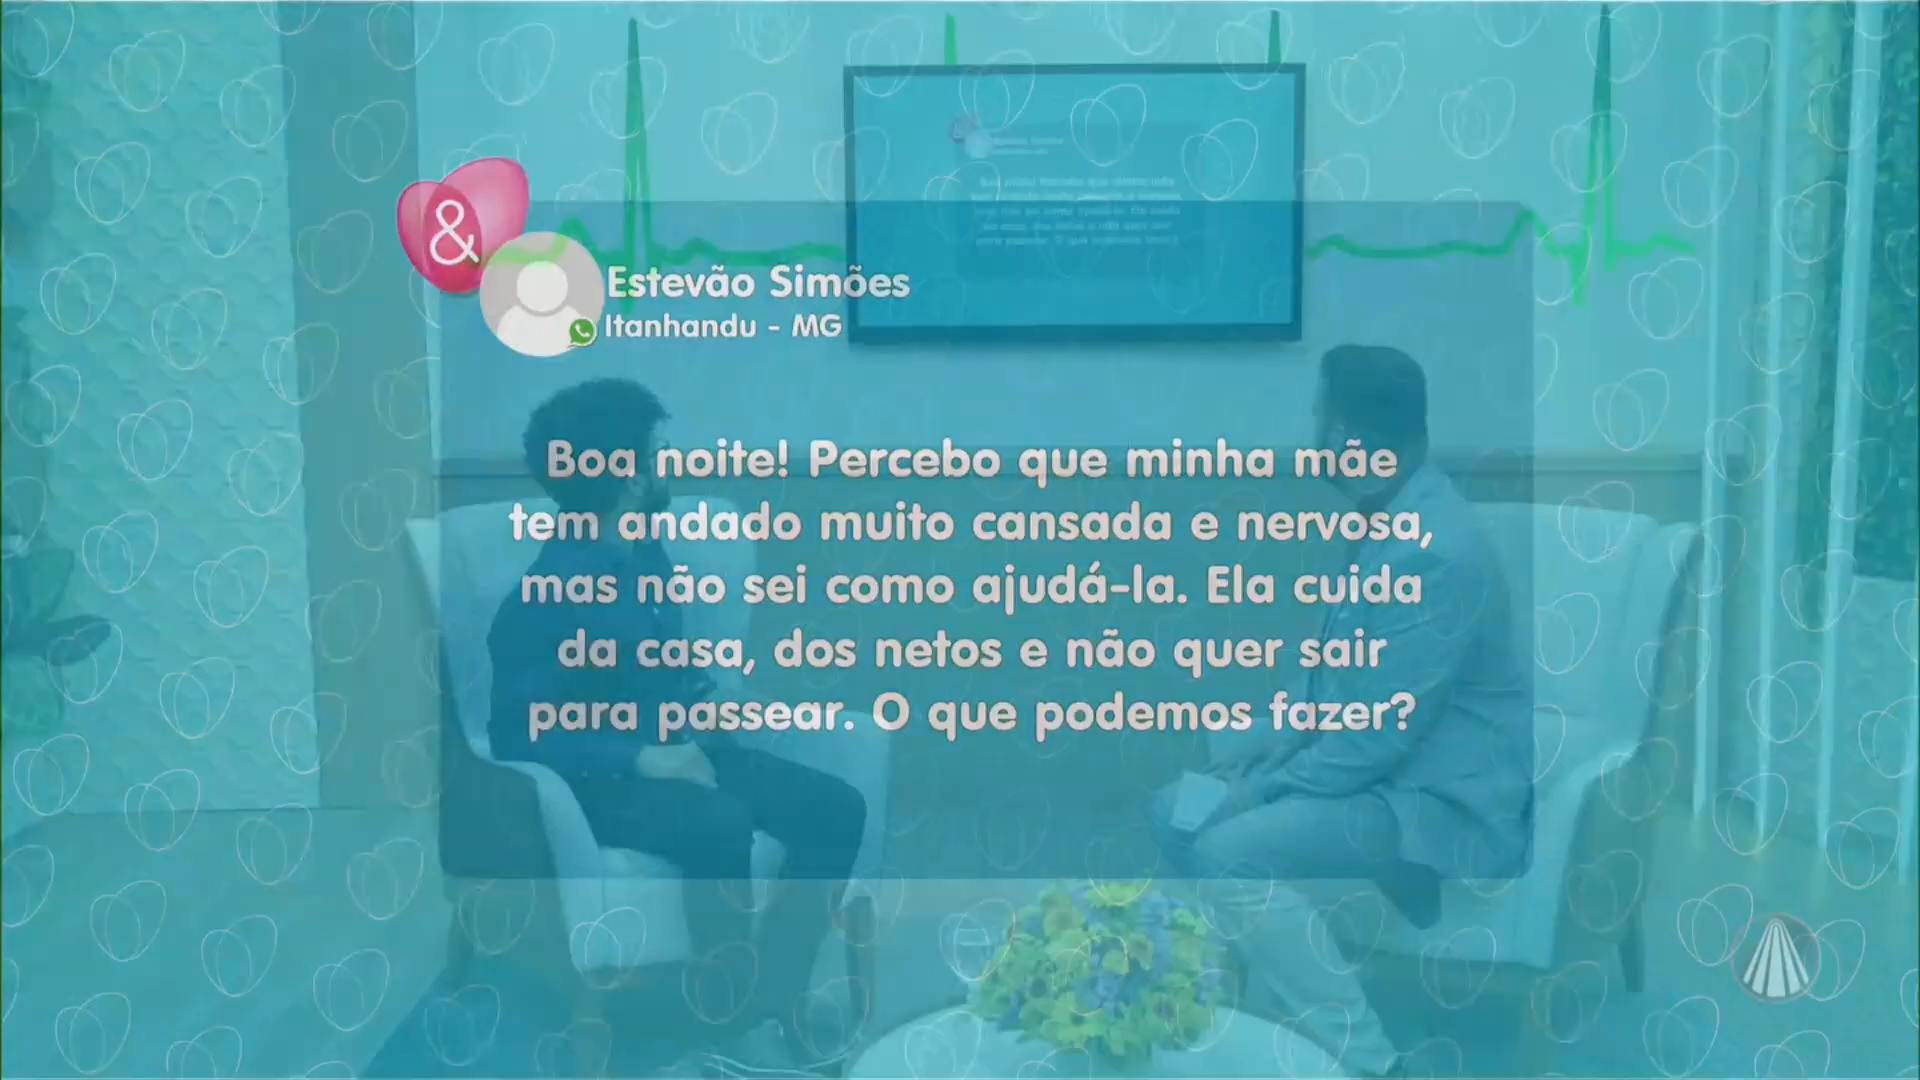 &
Estevão Simões
Itanhandu - MG
Boa noite! Percebo que minha mãe
tem andado muito cansada e nervosa,
mas não sei como ajudá-la. Ela cuida
da casa, dos netos e não quer sair
para passear. O que podemos fazer?